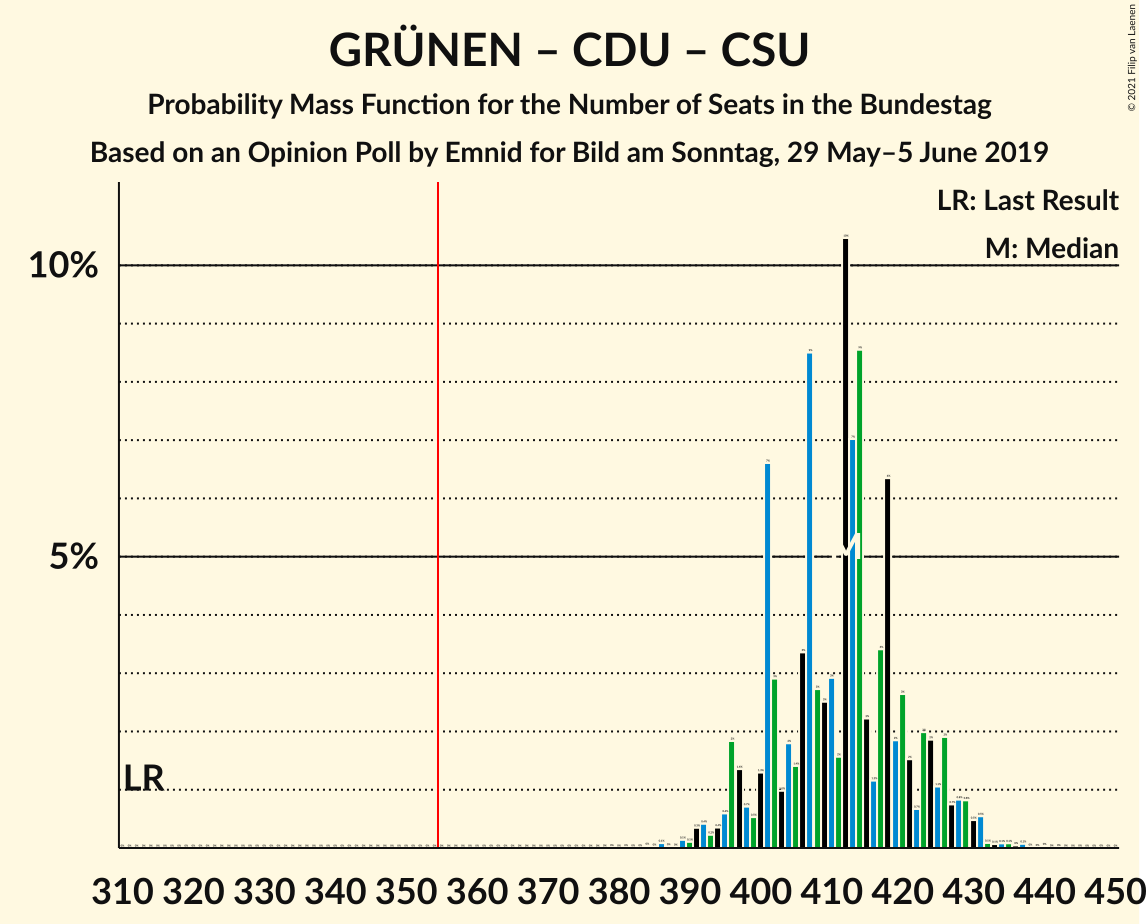 GRÜNEN – CDU – CSU
Probability Mass Function for the Number of Seats in the Bundestag
Based on an Opinion Poll by Emnid for Bild am Sonntag, 29 May–5 June 2019
© 2021 Filip van Laenen
LR: Last Result
M: Median
10%
5%
LR
M
310 320 330 340 350 360 370 380 390 400 410 420 430 440 450